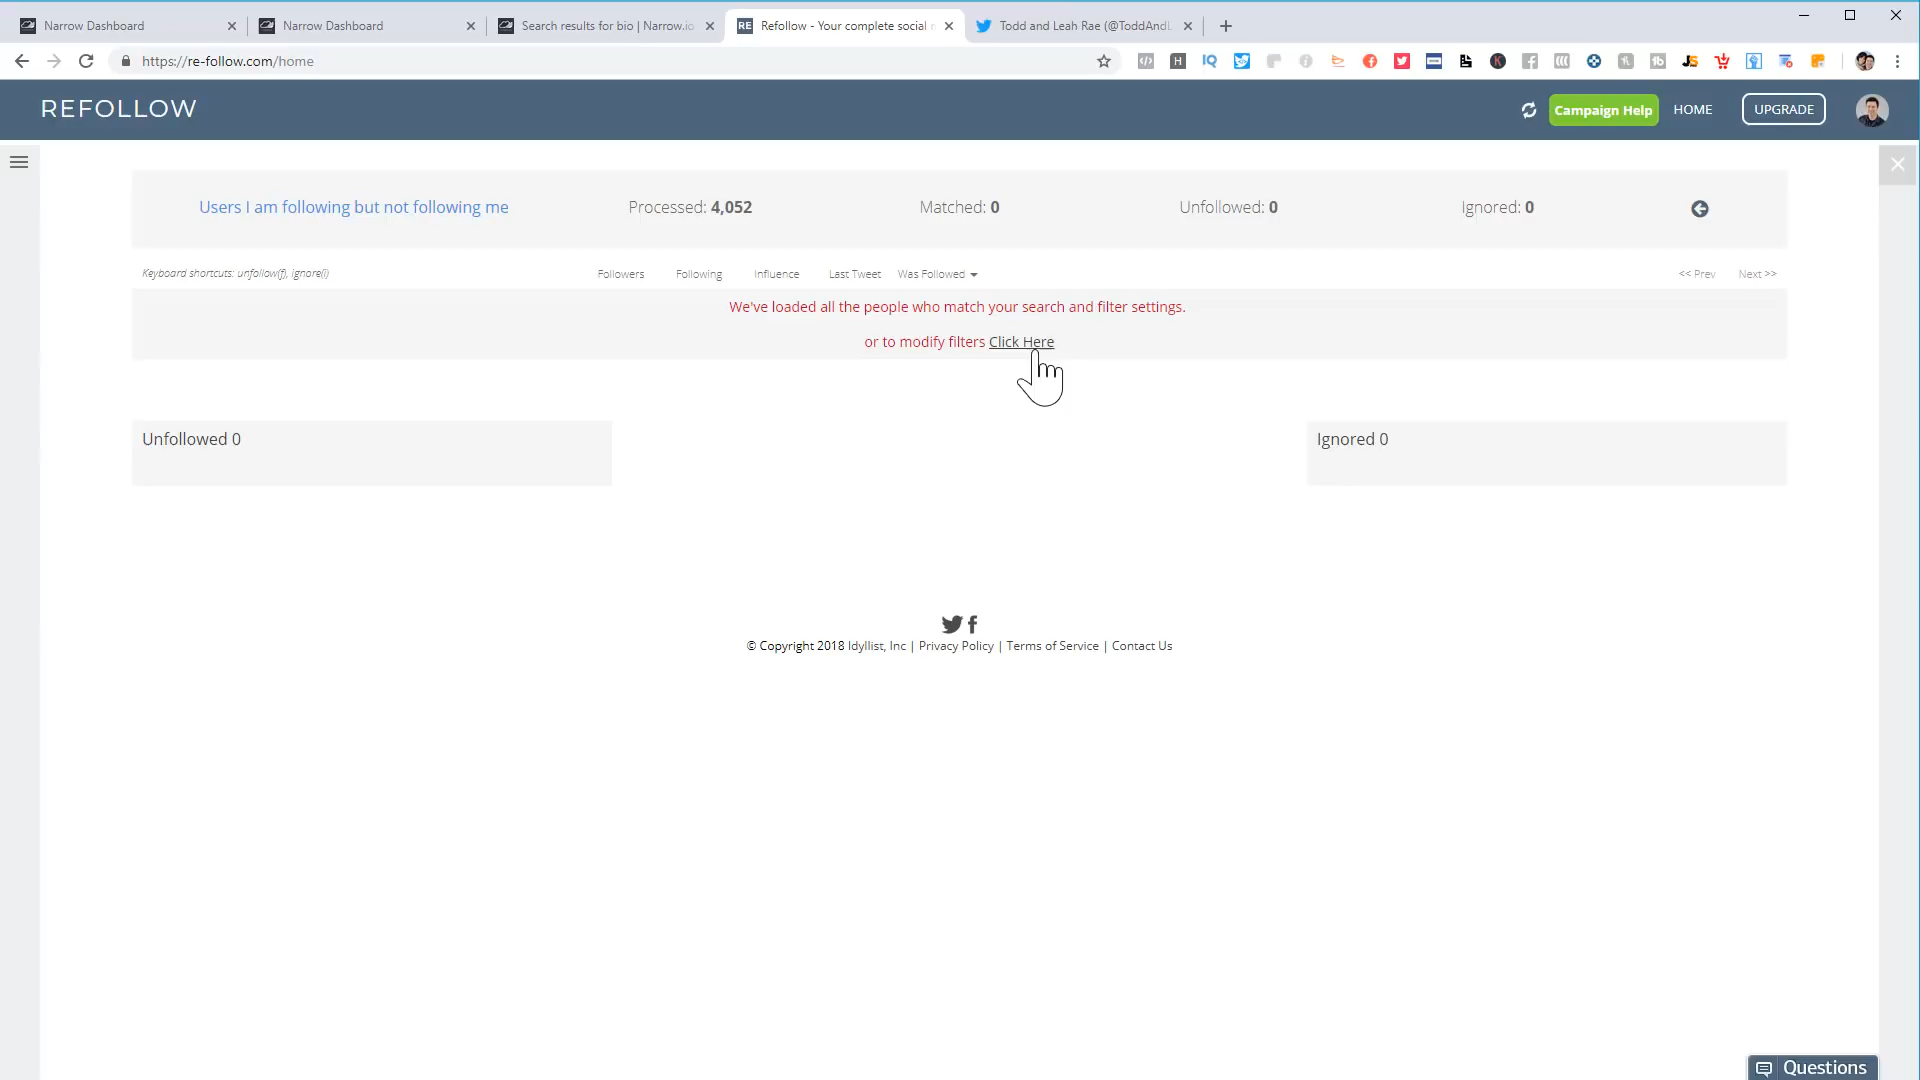 Narrow Dashboard
Narrow Dashboard
Search results for bio | Narrow.io
RE Refollow - Your complete social
Todd and Leah Rae (@ToddAndL
https://re-follow.com/home
REFOLLOW
Campaign Help
HOME
UPGRADE
Users I am following but not following me
Processed: 4,052
Matched: 0
Unfollowed: 0
Ignored: 0
Keyboard shortcuts: unfollow(f), ignore(i)
Followers
Following
Influence
Last Tweet
Was Followed
<< Prev
Next >>
We've loaded all the people who match your search and filter settings.
or to modify filters Click Here
Unfollowed 0
Ignored 0
© Copyright 2018 Idyllist, Inc | Privacy Policy | Terms of Service | Contact Us
Questions